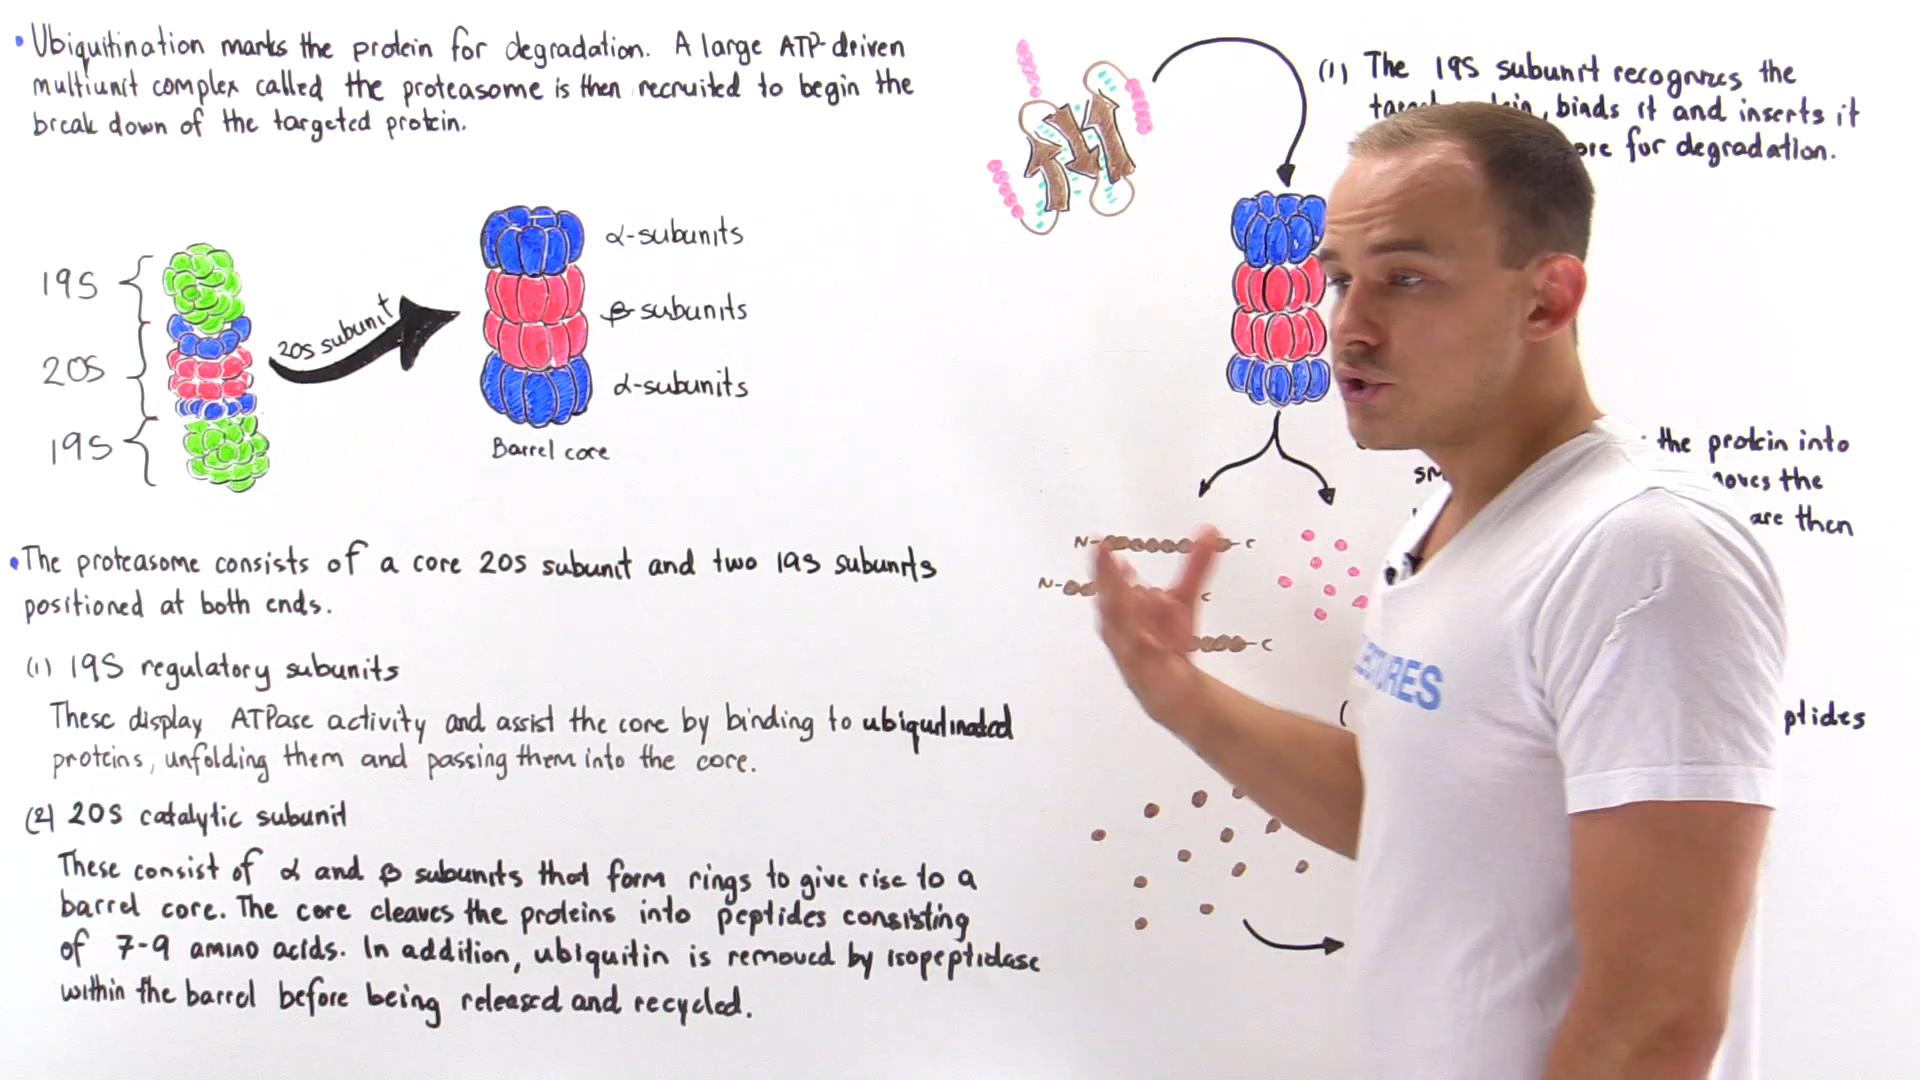 • Ubiquitination marks the protein for degradation. A large ATP-driven
multiunit complex called the proteasome is then recruited to begin the
break down of the targeted protein.
19S
20S
19S
20S subunit
α-subunits
β-subunits
α-subunits
Barrel core
• The proteasome consists of a core 20S subunit and two 19S subunits
positioned at both ends.
(1) 19S regulatory subunits
These display ATPase activity and assist the core by binding to ubiquitinated
proteins, unfolding them and passing them into the core.
(2) 20S catalytic subunit
These consist of α and β subunits that form rings to give rise to a
barrel core. The core cleaves the proteins into peptides consisting
of 7-9 amino acids. In addition, ubiquitin is removed by isopeptidase
within the barrel before being released and recycled.
(1) The 19S subunit recognizes the
binds it and inserts it
for degradation.
the protein into
the
are then
N- -C
N- C
-C